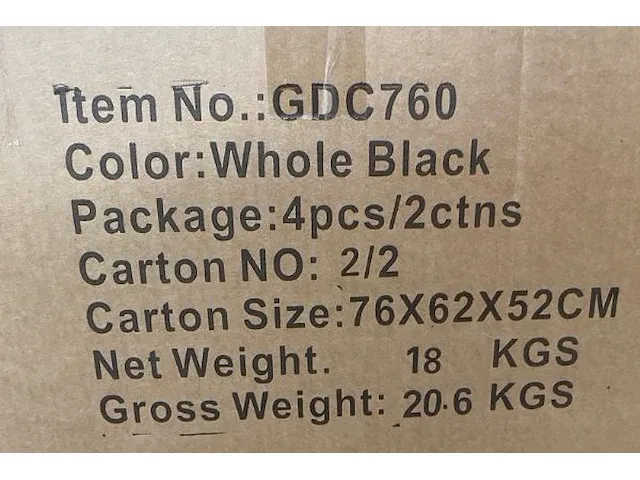 Item No.:GDC760
Color:Whole Black
Package:4pcs/2ctns
Carton NO: 2/2
Carton Size:76X62X52CM
Net Weight. 18 KGS
Gross Weight: 20.6 KGS